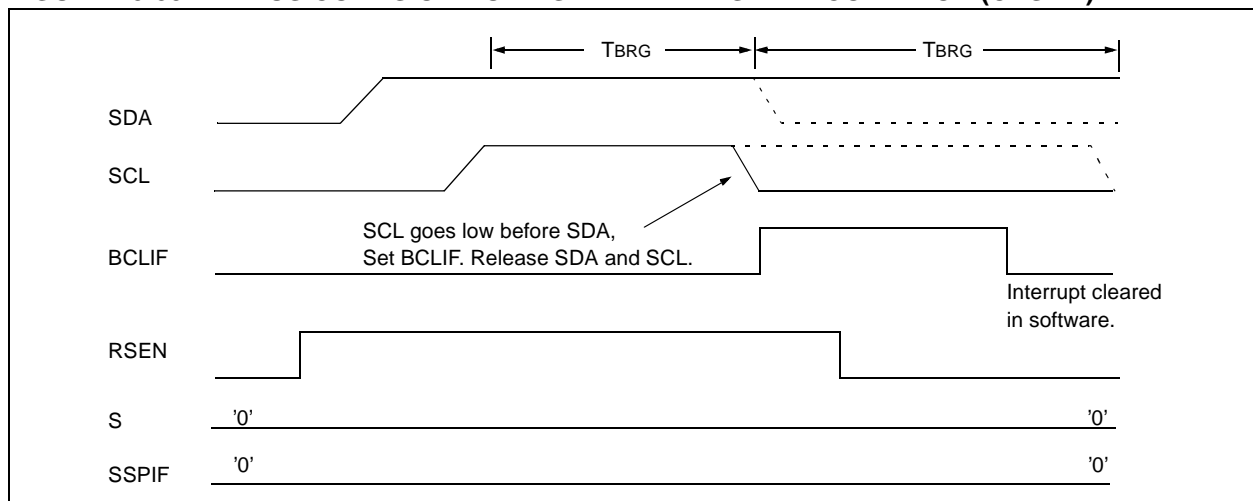 TBRG TBRG
SDA
SCL
SCL goes low before SDA,
Set BCLIF. Release SDA and SCL.
BCLIF
Interrupt cleared
in software.
RSEN
S '0' '0'
SSPIF '0' '0'